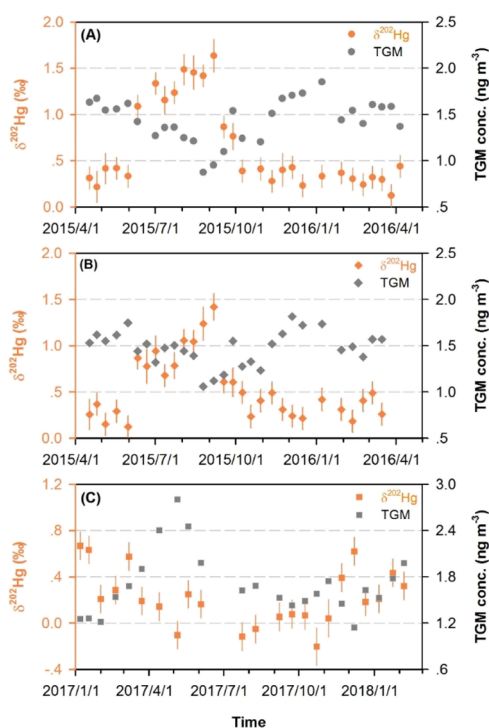 (A)
δ²⁰²Hg
TGM
2.0
1.5
1.0
.5
0.0
δ²⁰²Hg (‰)
2.5
2.0
1.5
1.0
.5
TGM conc. (ng m⁻³)
2015/4/1 2015/7/1 2015/10/1 2016/1/1 2016/4/1
(B)
δ²⁰²Hg
TGM
2.0
1.5
1.0
.5
0.0
δ²⁰²Hg (‰)
2.5
2.0
1.5
1.0
.5
TGM conc. (ng m⁻³)
2015/4/1 2015/7/1 2015/10/1 2016/1/1 2016/4/1
(C)
δ²⁰²Hg
TGM
1.2
.8
.4
0.0
-.4
δ²⁰²Hg (‰)
3.0
2.4
1.8
1.2
.6
TGM conc. (ng m⁻³)
2017/1/1 2017/4/1 2017/7/1 2017/10/1 2018/1/1
Time